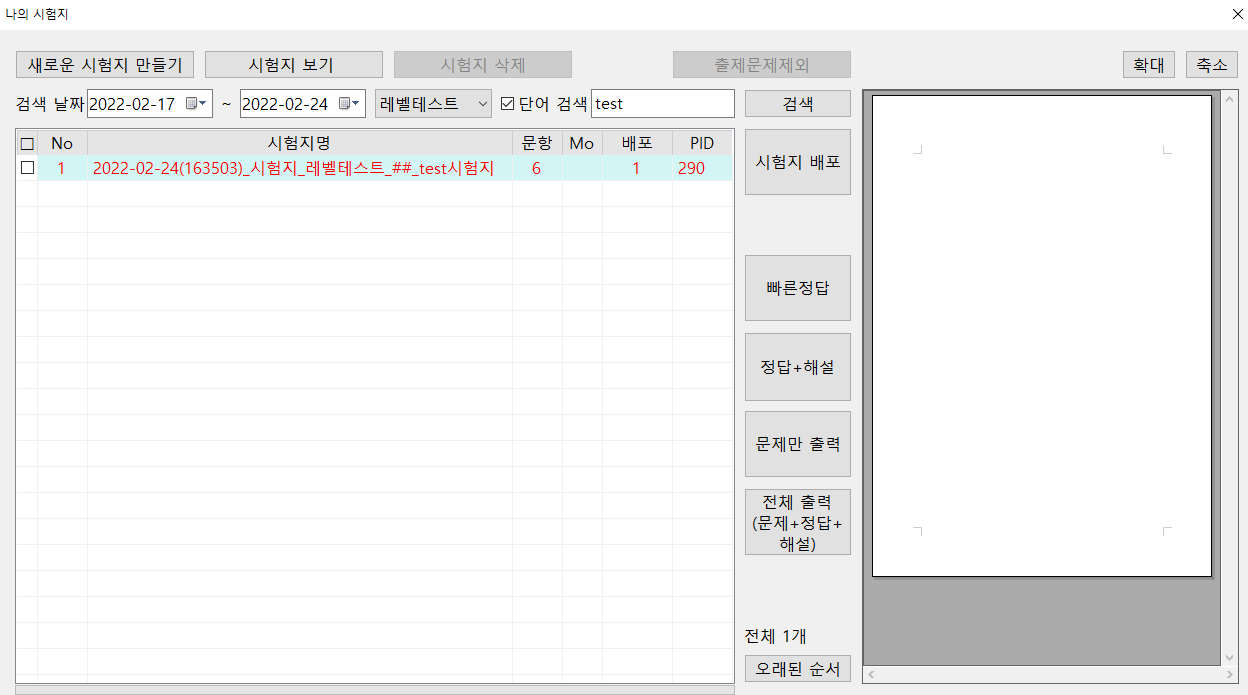 나의 시험지
새로운 시험지 만들기 시험지 보기 시험지 삭제 출제문제제외 확대 축소
검색 날짜 2022-02-17 ~ 2022-02-24 레벨테스트 단어 검색 test 검색
No 시험지명 문항 Mo 배포 PID
1 2022-02-24(163503)_시험지_레벨테스트_##_test시험지 6 1 290
시험지 배포
빠른정답
정답+해설
문제만 출력
전체 출력
(문제+정답+
해설)
전체 1개
오래된 순서